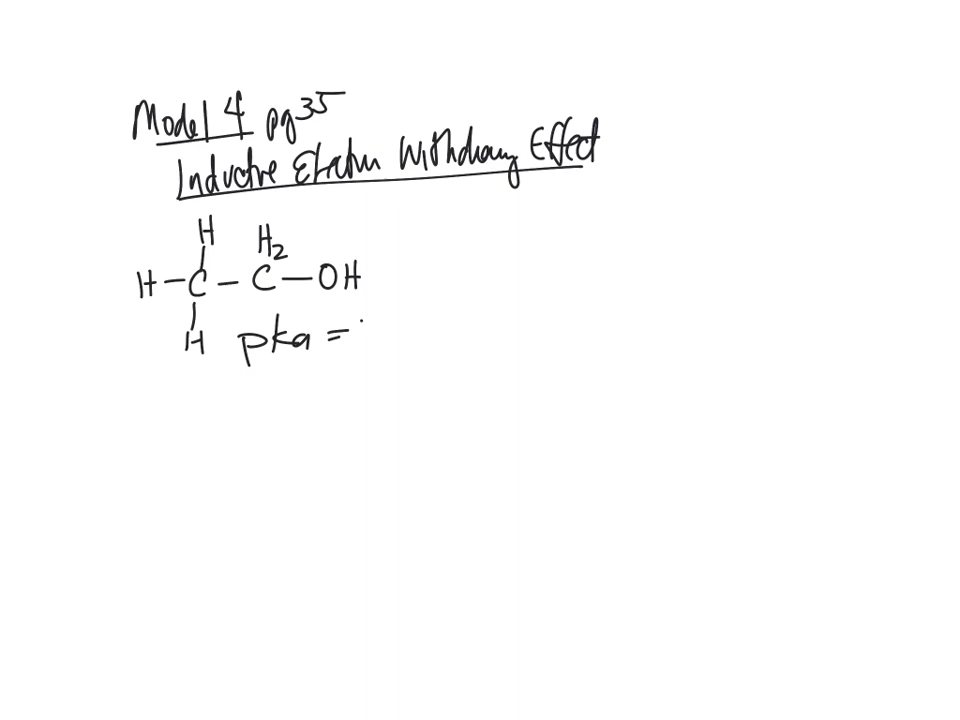 Model 4 pg 35
Inductive Electron Withdrawing Effect
H H2
H-C-C-OH
H pka =